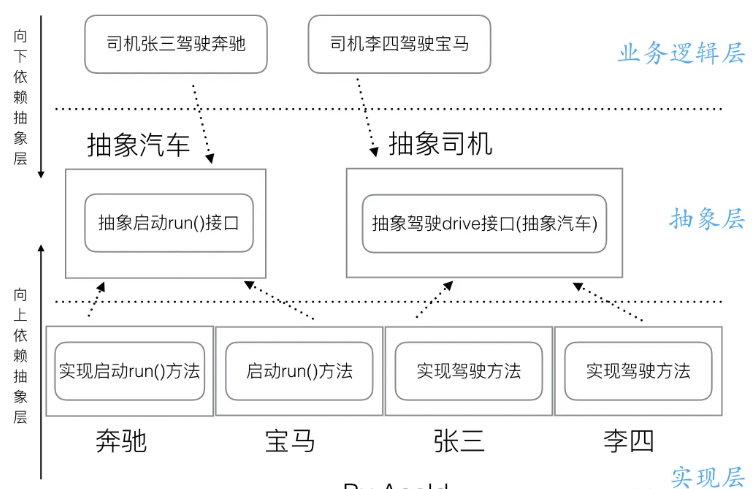 向下依赖抽象层
司机张三驾驶奔驰
司机李四驾驶宝马
业务逻辑层
抽象汽车
抽象司机
抽象启动run()接口
抽象驾驶drive接口(抽象汽车)
抽象层
向上依赖抽象层
实现启动run()方法
启动run()方法
实现驾驶方法
实现驾驶方法
奔驰
宝马
张三
李四
实现层